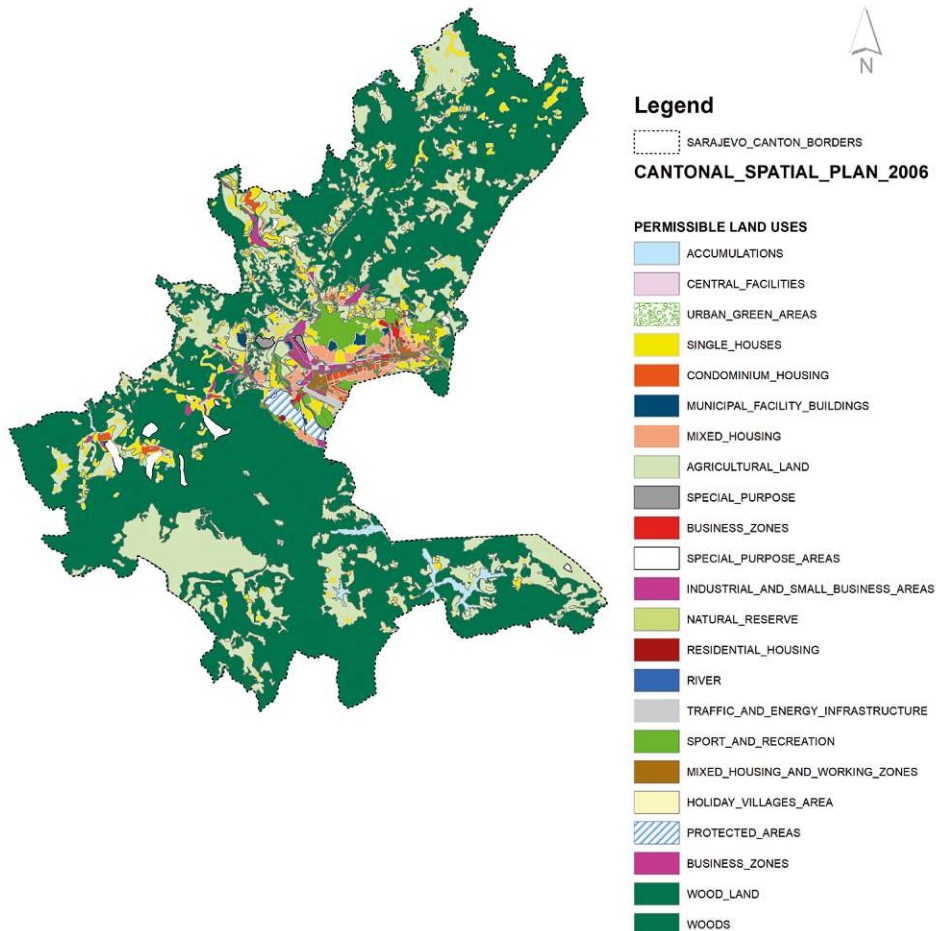 N
Legend
SARAJEVO_CANTON_BORDERS
CANTONAL_SPATIAL_PLAN_2006
PERMISSIBLE LAND USES
ACCUMULATIONS
CENTRAL_FACILITIES
URBAN_GREEN_AREAS
SINGLE_HOUSES
CONDOMINIUM_HOUSING
MUNICIPAL_FACILITY_BUILDINGS
MIXED_HOUSING
AGRICULTURAL_LAND
SPECIAL_PURPOSE
BUSINESS_ZONES
SPECIAL_PURPOSE_AREAS
INDUSTRIAL_AND_SMALL_BUSINESS_AREAS
NATURAL_RESERVE
RESIDENTIAL_HOUSING
RIVER
TRAFFIC_AND_ENERGY_INFRASTRUCTURE
SPORT_AND_RECREATION
MIXED_HOUSING_AND_WORKING_ZONES
HOLIDAY_VILLAGES_AREA
PROTECTED_AREAS
BUSINESS_ZONES
WOOD_LAND
WOODS